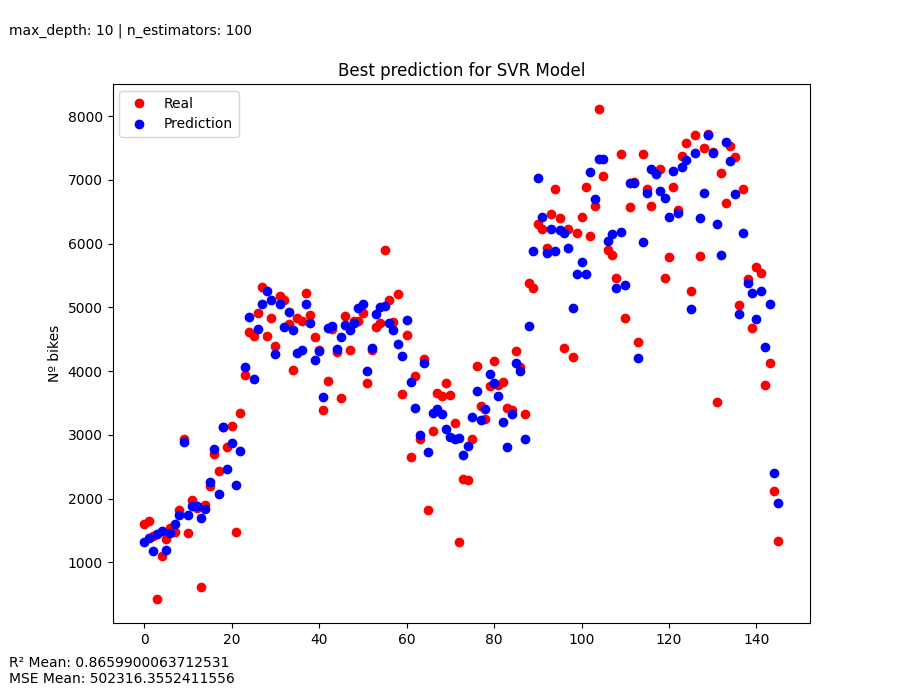 max_depth: 10 | n_estimators: 100
Best prediction for SVR Model
Real
Prediction
Nº bikes
8000
7000
6000
5000
4000
3000
2000
1000
0 20 40 60 80 100 120 140
R² Mean: 0.8659900063712531
MSE Mean: 502316.3552411556